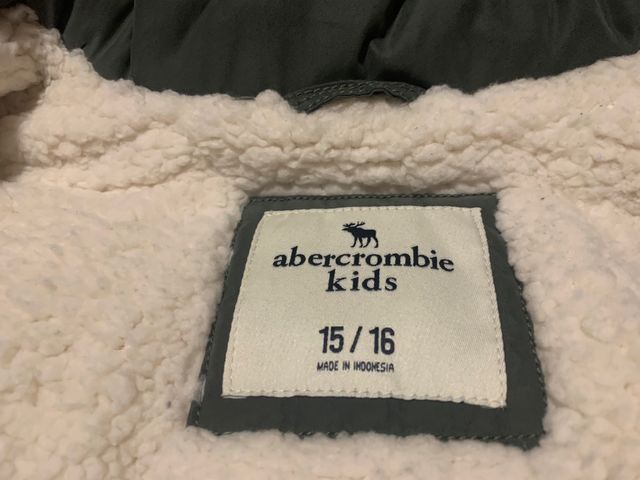 abercrombie
kids
15 / 16
MADE IN INDONESIA